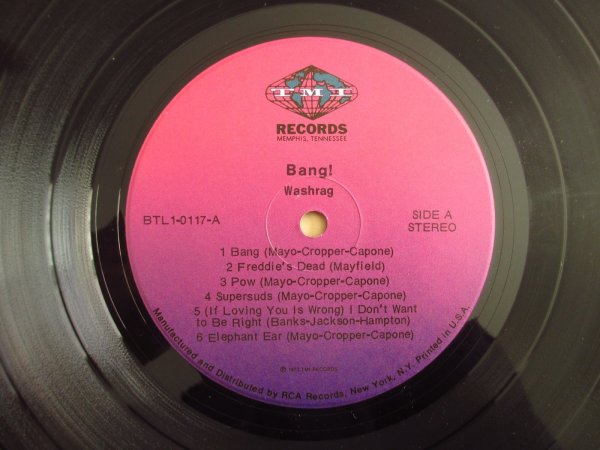 TMI
RECORDS
MEMPHIS, TENNESSEE
Bang!
Washrag
BTL1-0117-A
SIDE A
STEREO
1 Bang (Mayo-Cropper-Capone)
2 Freddie's Dead (Mayfield)
3 Pow (Mayo-Cropper-Capone)
4 Supersuds (Mayo-Cropper-Capone)
5 (If Loving You Is Wrong) I Don't Want
to Be Right (Banks-Jackson-Hampton)
6 Elephant Ear (Mayo-Cropper-Capone)
TMI RECORDS
Manufactured and Distributed by RCA Records, New York, N.Y. Printed in U.S.A.